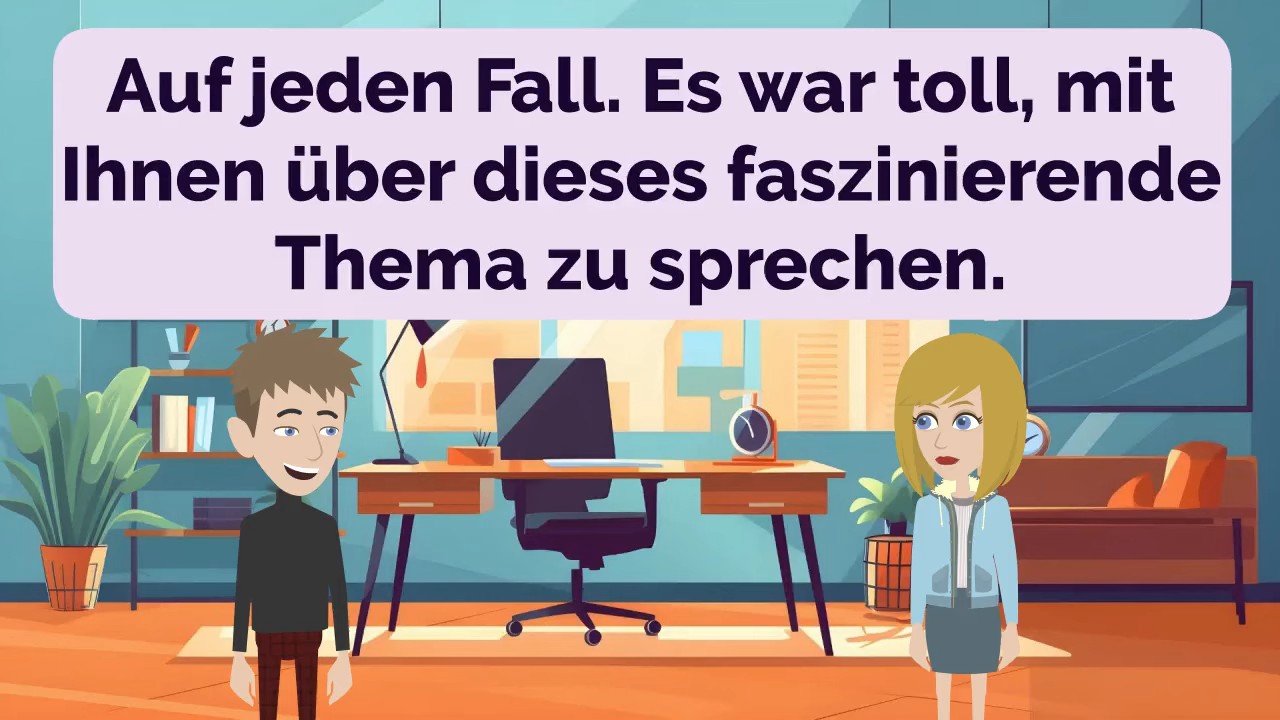 Auf jeden Fall. Es war toll, mit
Ihnen über dieses faszinierende
Thema zu sprechen.